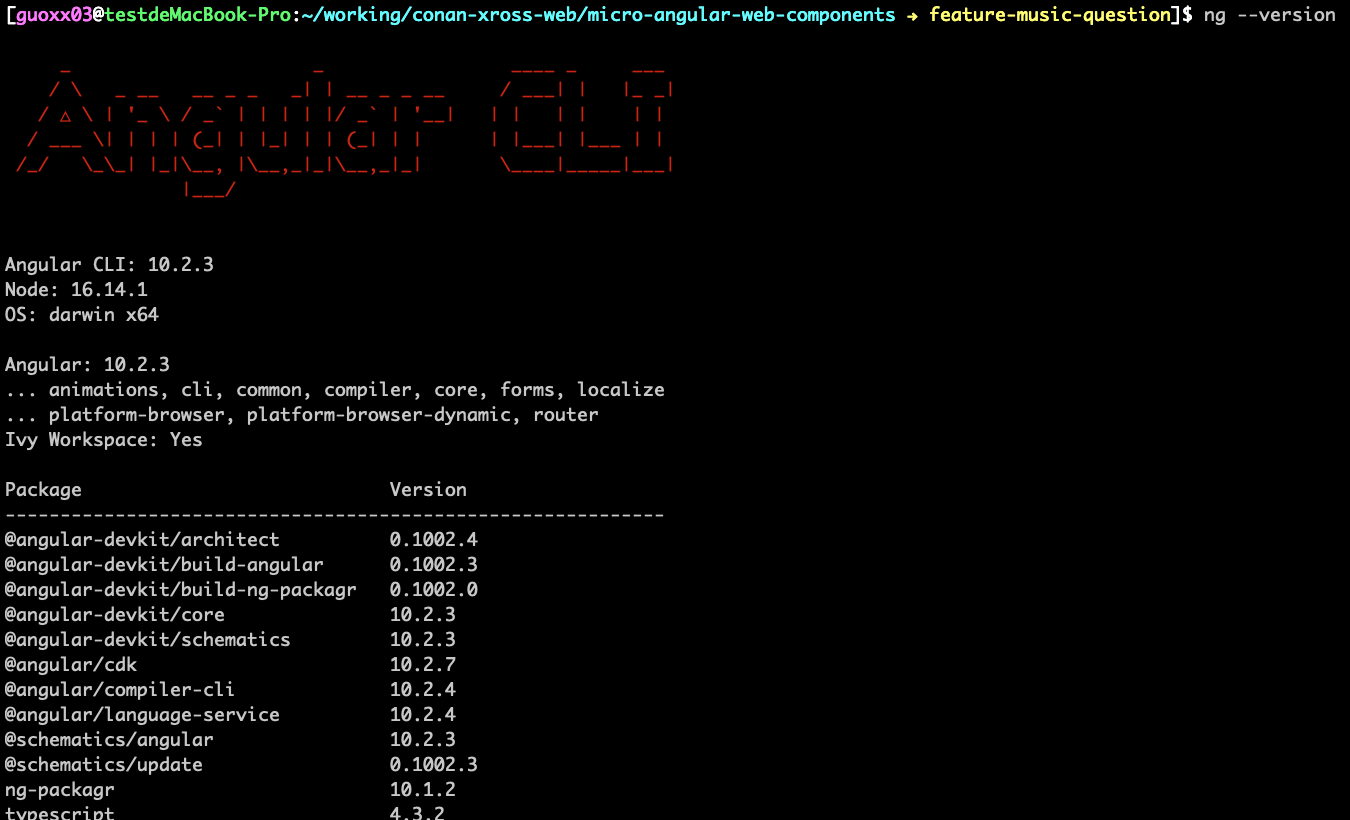 [guoxx03@testdeMacBook-Pro:~/working/conan-xross-web/micro-angular-web-components → feature-music-question]$ ng --version
Angular CLI
Angular CLI: 10.2.3
Node: 16.14.1
OS: darwin x64
Angular: 10.2.3
... animations, cli, common, compiler, core, forms, localize
... platform-browser, platform-browser-dynamic, router
Ivy Workspace: Yes
Package Version
------------------------------------------------------------
@angular-devkit/architect 0.1002.4
@angular-devkit/build-angular 0.1002.3
@angular-devkit/build-ng-packagr 0.1002.0
@angular-devkit/core 10.2.3
@angular-devkit/schematics 10.2.3
@angular/cdk 10.2.7
@angular/compiler-cli 10.2.4
@angular/language-service 10.2.4
@schematics/angular 10.2.3
@schematics/update 0.1002.3
ng-packagr 10.1.2
typescript 4.3.2